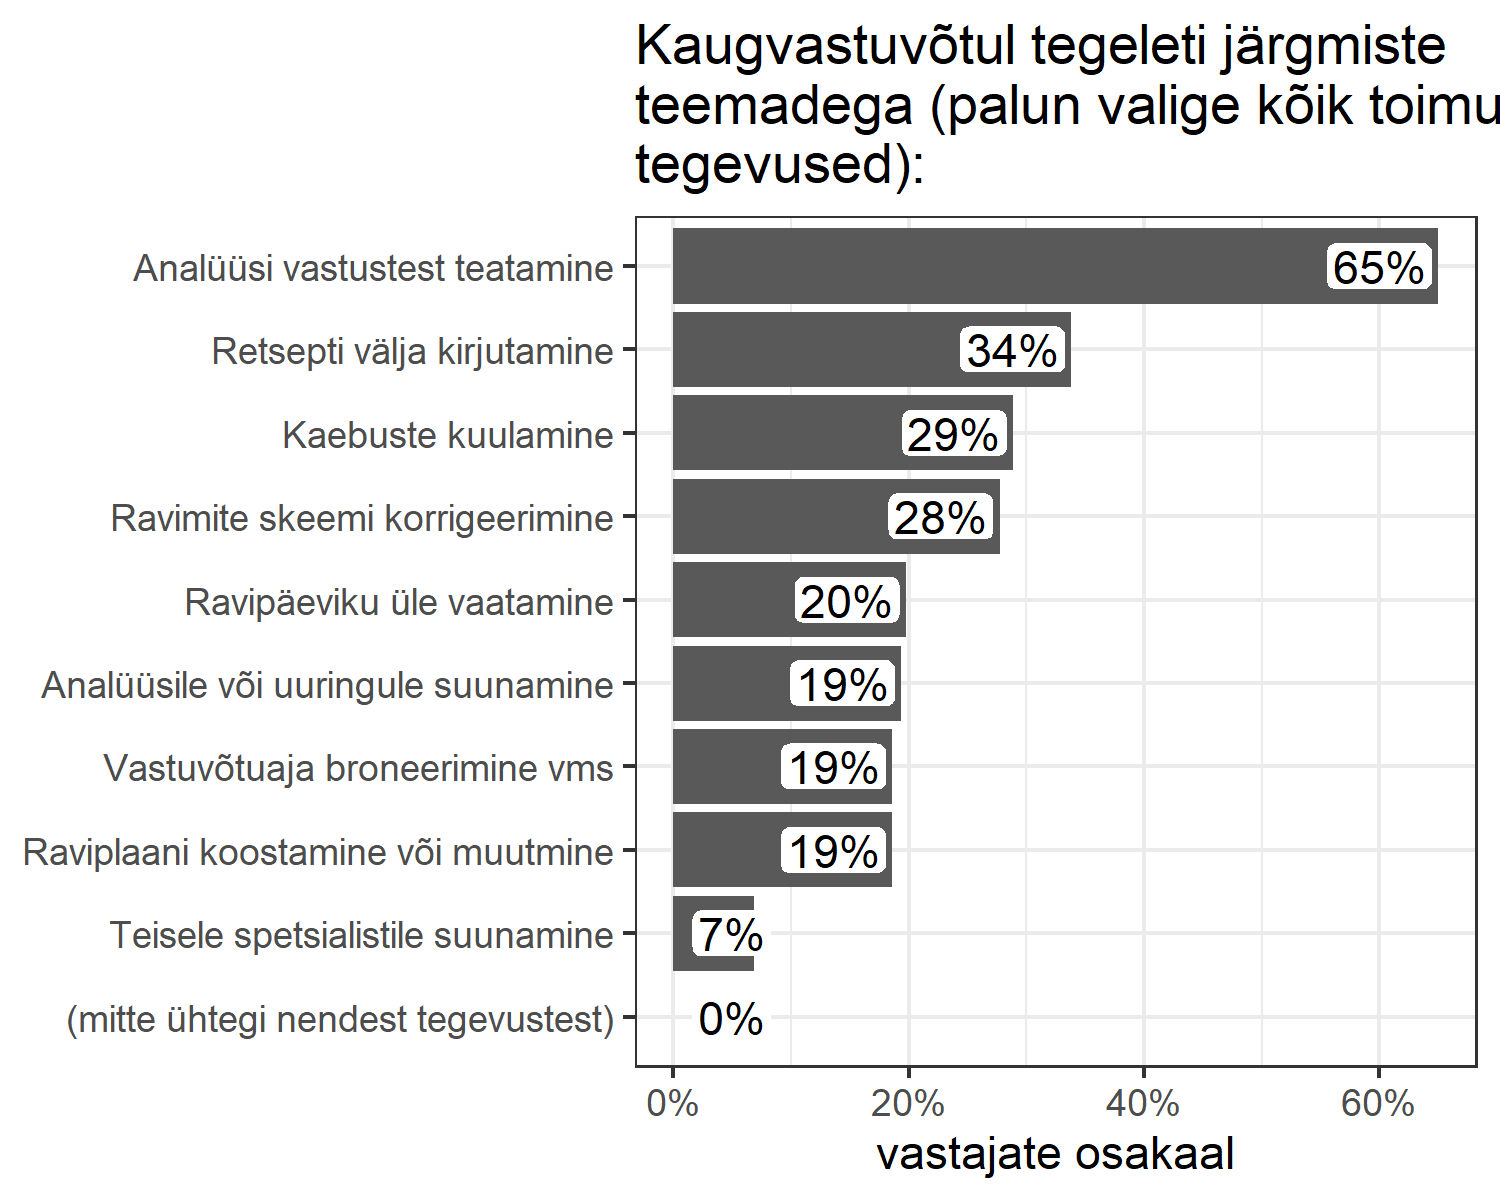 Kaugvastuvõtul tegeleti järgmiste
teemadega (palun valige kõik toimu
tegevused):
Analüüsi vastustest teatamine 65%
Retsepti välja kirjutamine 34%
Kaebuste kuulamine 29%
Ravimite skeemi korrigeerimine 28%
Ravipäeviku üle vaatamine 20%
Analüüsile või uuringule suunamine 19%
Vastuvõtuaja broneerimine vms 19%
Raviplaani koostamine või muutmine 19%
Teisele spetsialistile suunamine 7%
(mitte ühtegi nendest tegevustest) 0%
0% 20% 40% 60%
vastajate osakaal